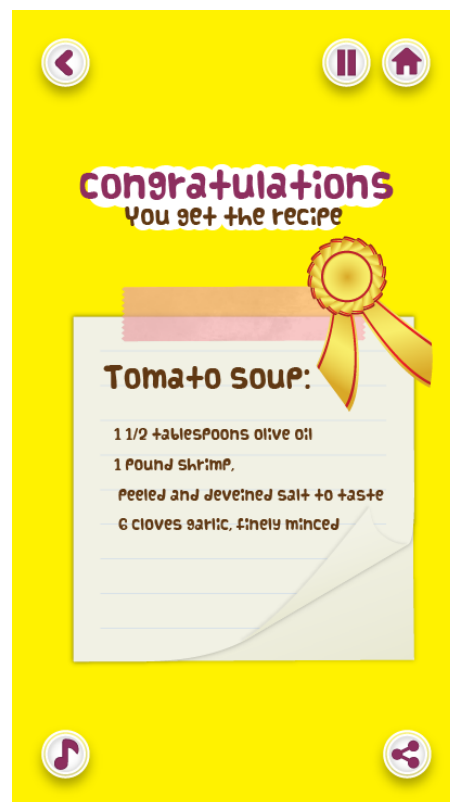 congratulations
You get the recipe
Tomato soup:
1 1/2 tablespoons olive oil
1 pound shrimp,
peeled and deveined salt to taste
6 cloves garlic, finely minced